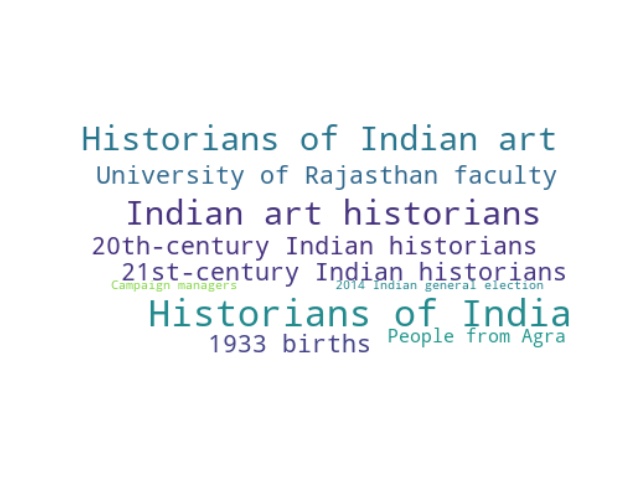 Historians of Indian art
University of Rajasthan faculty
Indian art historians
20th-century Indian historians
21st-century Indian historians
Campaign managers
2014 Indian general election
Historians of India
People from Agra
1933 births